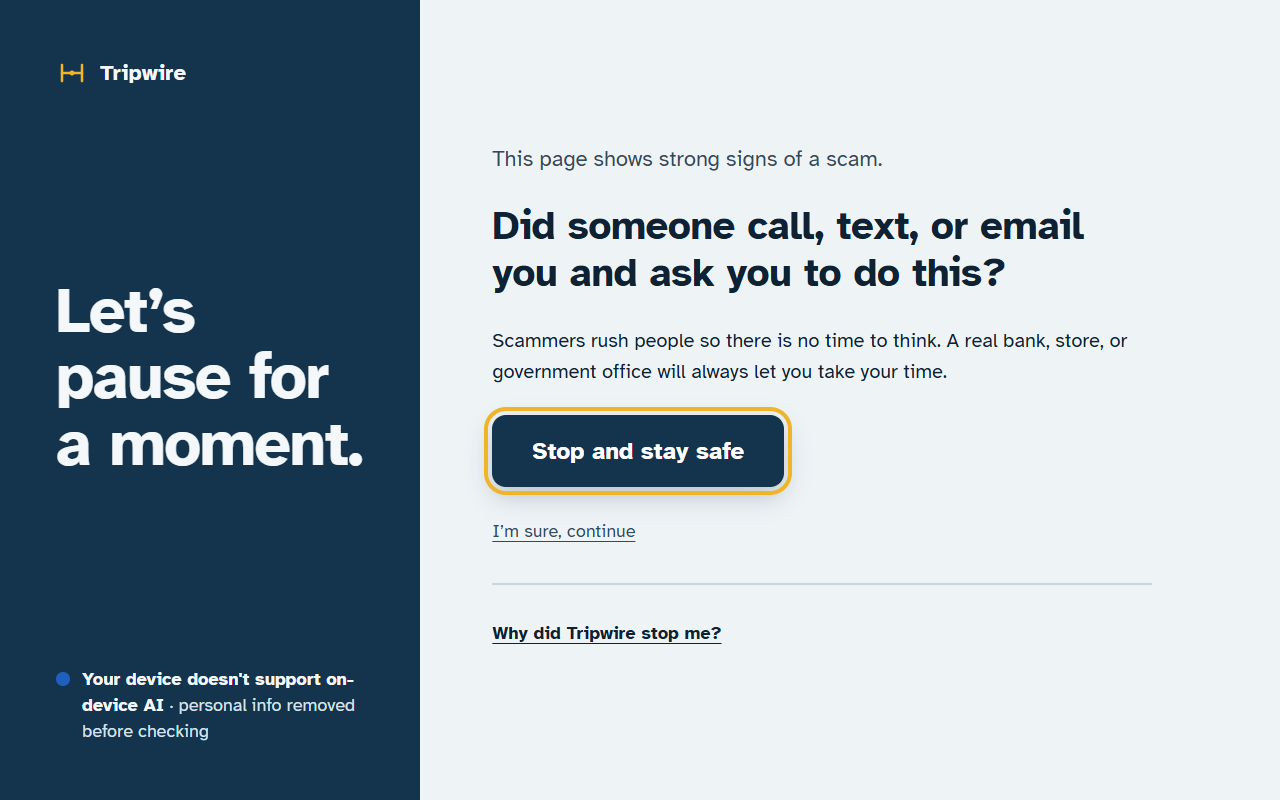 Tripwire
Let’s
pause for
a moment.
Your device doesn't support on-
device AI · personal info removed
before checking
This page shows strong signs of a scam.
Did someone call, text, or email
you and ask you to do this?
Scammers rush people so there is no time to think. A real bank, store, or
government office will always let you take your time.
Stop and stay safe
I’m sure, continue
Why did Tripwire stop me?